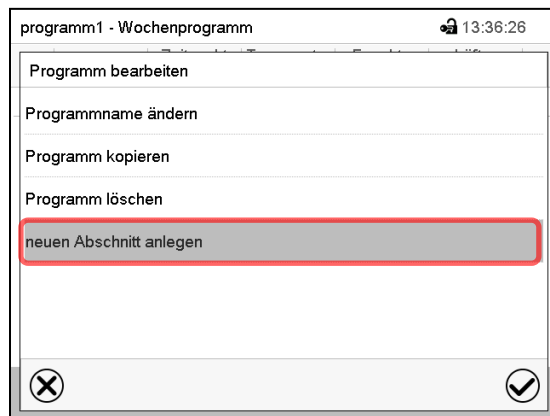 programm1 - Wochenprogramm 13:36:26
Programm bearbeiten
Programmname ändern
Programm kopieren
Programm löschen
neuen Abschnitt anlegen